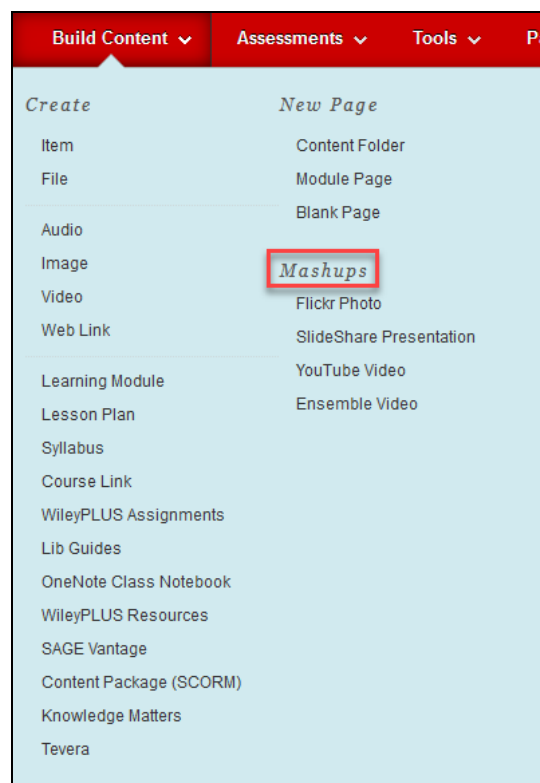 Build Content Assessments Tools
Create
Item
File
Audio
Image
Video
Web Link
Learning Module
Lesson Plan
Syllabus
Course Link
WileyPLUS Assignments
Lib Guides
OneNote Class Notebook
WileyPLUS Resources
SAGE Vantage
Content Package (SCORM)
Knowledge Matters
Tevera
New Page
Content Folder
Module Page
Blank Page
Mashups
Flickr Photo
SlideShare Presentation
YouTube Video
Ensemble Video